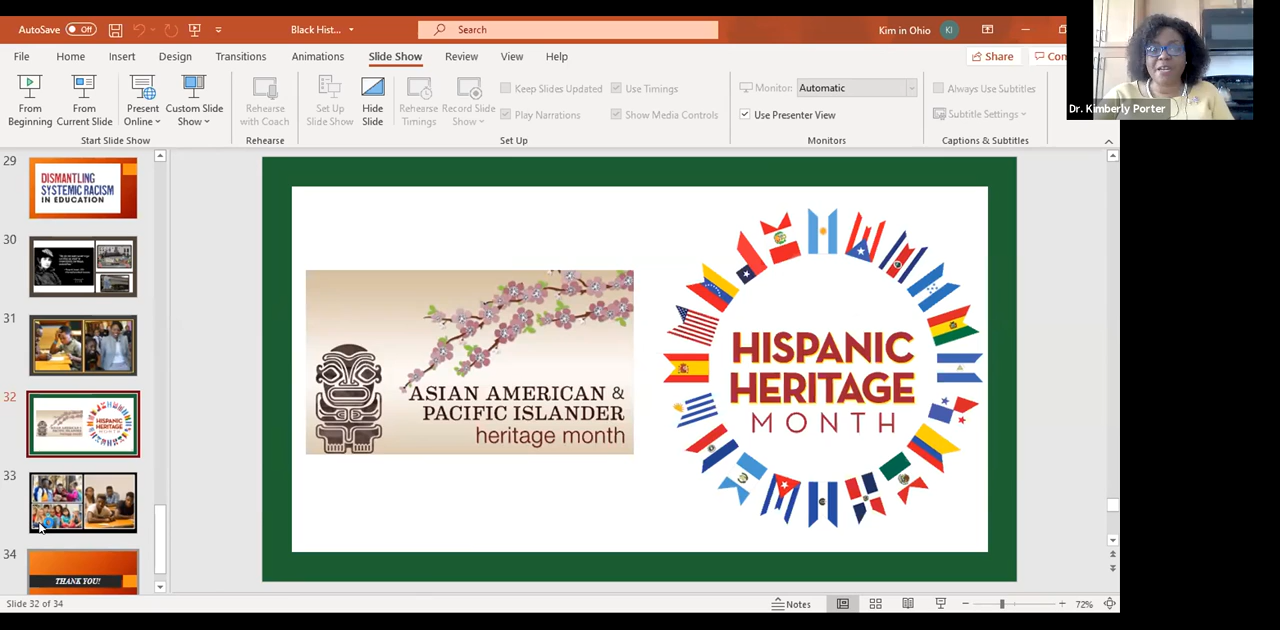 AutoSave Off
Black Hist...
Search
Kim in Ohio
KI
File Home Insert Design Transitions Animations Slide Show Review View Help
Share
Con
From Beginning
From Current Slide
Present Online
Custom Slide Show
Start Slide Show
Rehearse with Coach
Rehearse
Set Up Slide Show
Hide Slide
Rehearse Timings
Record Slide Show
Keep Slides Updated
Play Narrations
Use Timings
Show Media Controls
Set Up
Monitor: Automatic
Use Presenter View
Monitors
Always Use Subtitles
Subtitle Settings
Captions & Subtitles
Dr. Kimberly Porter
29
DISMANTLING
SYSTEMIC RACISM
IN EDUCATION
30
31
32
33
34
THANK YOU!
ASIAN AMERICAN &
PACIFIC ISLANDER
heritage month
HISPANIC
HERITAGE
MONTH
Slide 32 of 34
Notes
72%